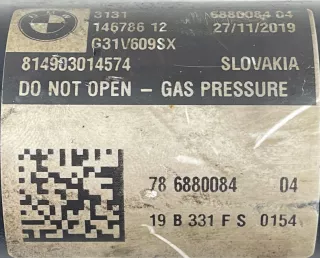 3131 6880084 04
146786 12 27/11/2019
G31V609SX
814903014574 SLOVAKIA
DO NOT OPEN - GAS PRESSURE
78 6880084 04
19 B 331 F S 0154